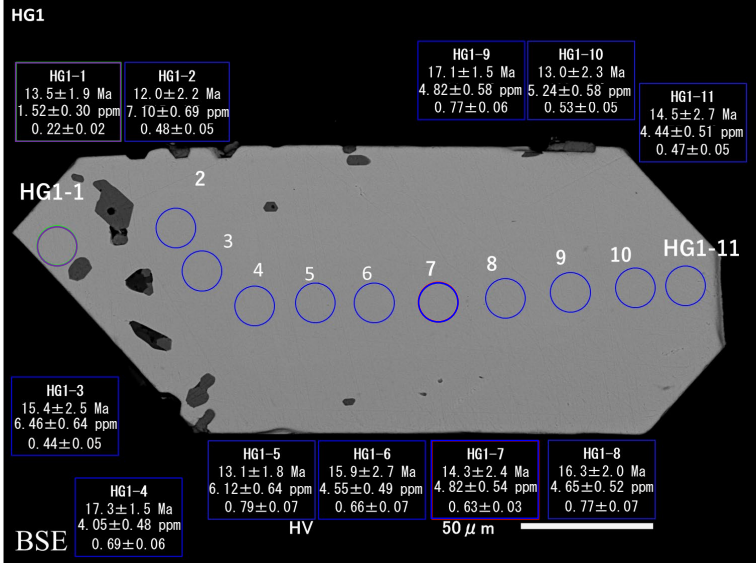 HG1
HG1-1
13.5±1.9 Ma
1.52±0.30 ppm
0.22±0.02
HG1-2
12.0±2.2 Ma
7.10±0.69 ppm
0.48±0.05
HG1-9
17.1±1.5 Ma
4.82±0.58 ppm
0.77±0.06
HG1-10
13.0±2.3 Ma
5.24±0.58 ppm
0.53±0.05
HG1-11
14.5±2.7 Ma
4.44±0.51 ppm
0.47±0.05
HG1-1
2
3
4
5
6
7
8
9
10
HG1-11
HG1-3
15.4±2.5 Ma
6.46±0.64 ppm
0.44±0.05
HG1-4
17.3±1.5 Ma
4.05±0.48 ppm
0.69±0.06
HG1-5
13.1±1.8 Ma
6.12±0.64 ppm
0.79±0.07
HG1-6
15.9±2.7 Ma
4.55±0.49 ppm
0.66±0.07
HG1-7
14.3±2.4 Ma
4.82±0.54 ppm
0.63±0.03
HG1-8
16.3±2.0 Ma
4.65±0.52 ppm
0.77±0.07
BSE
HV
50μm